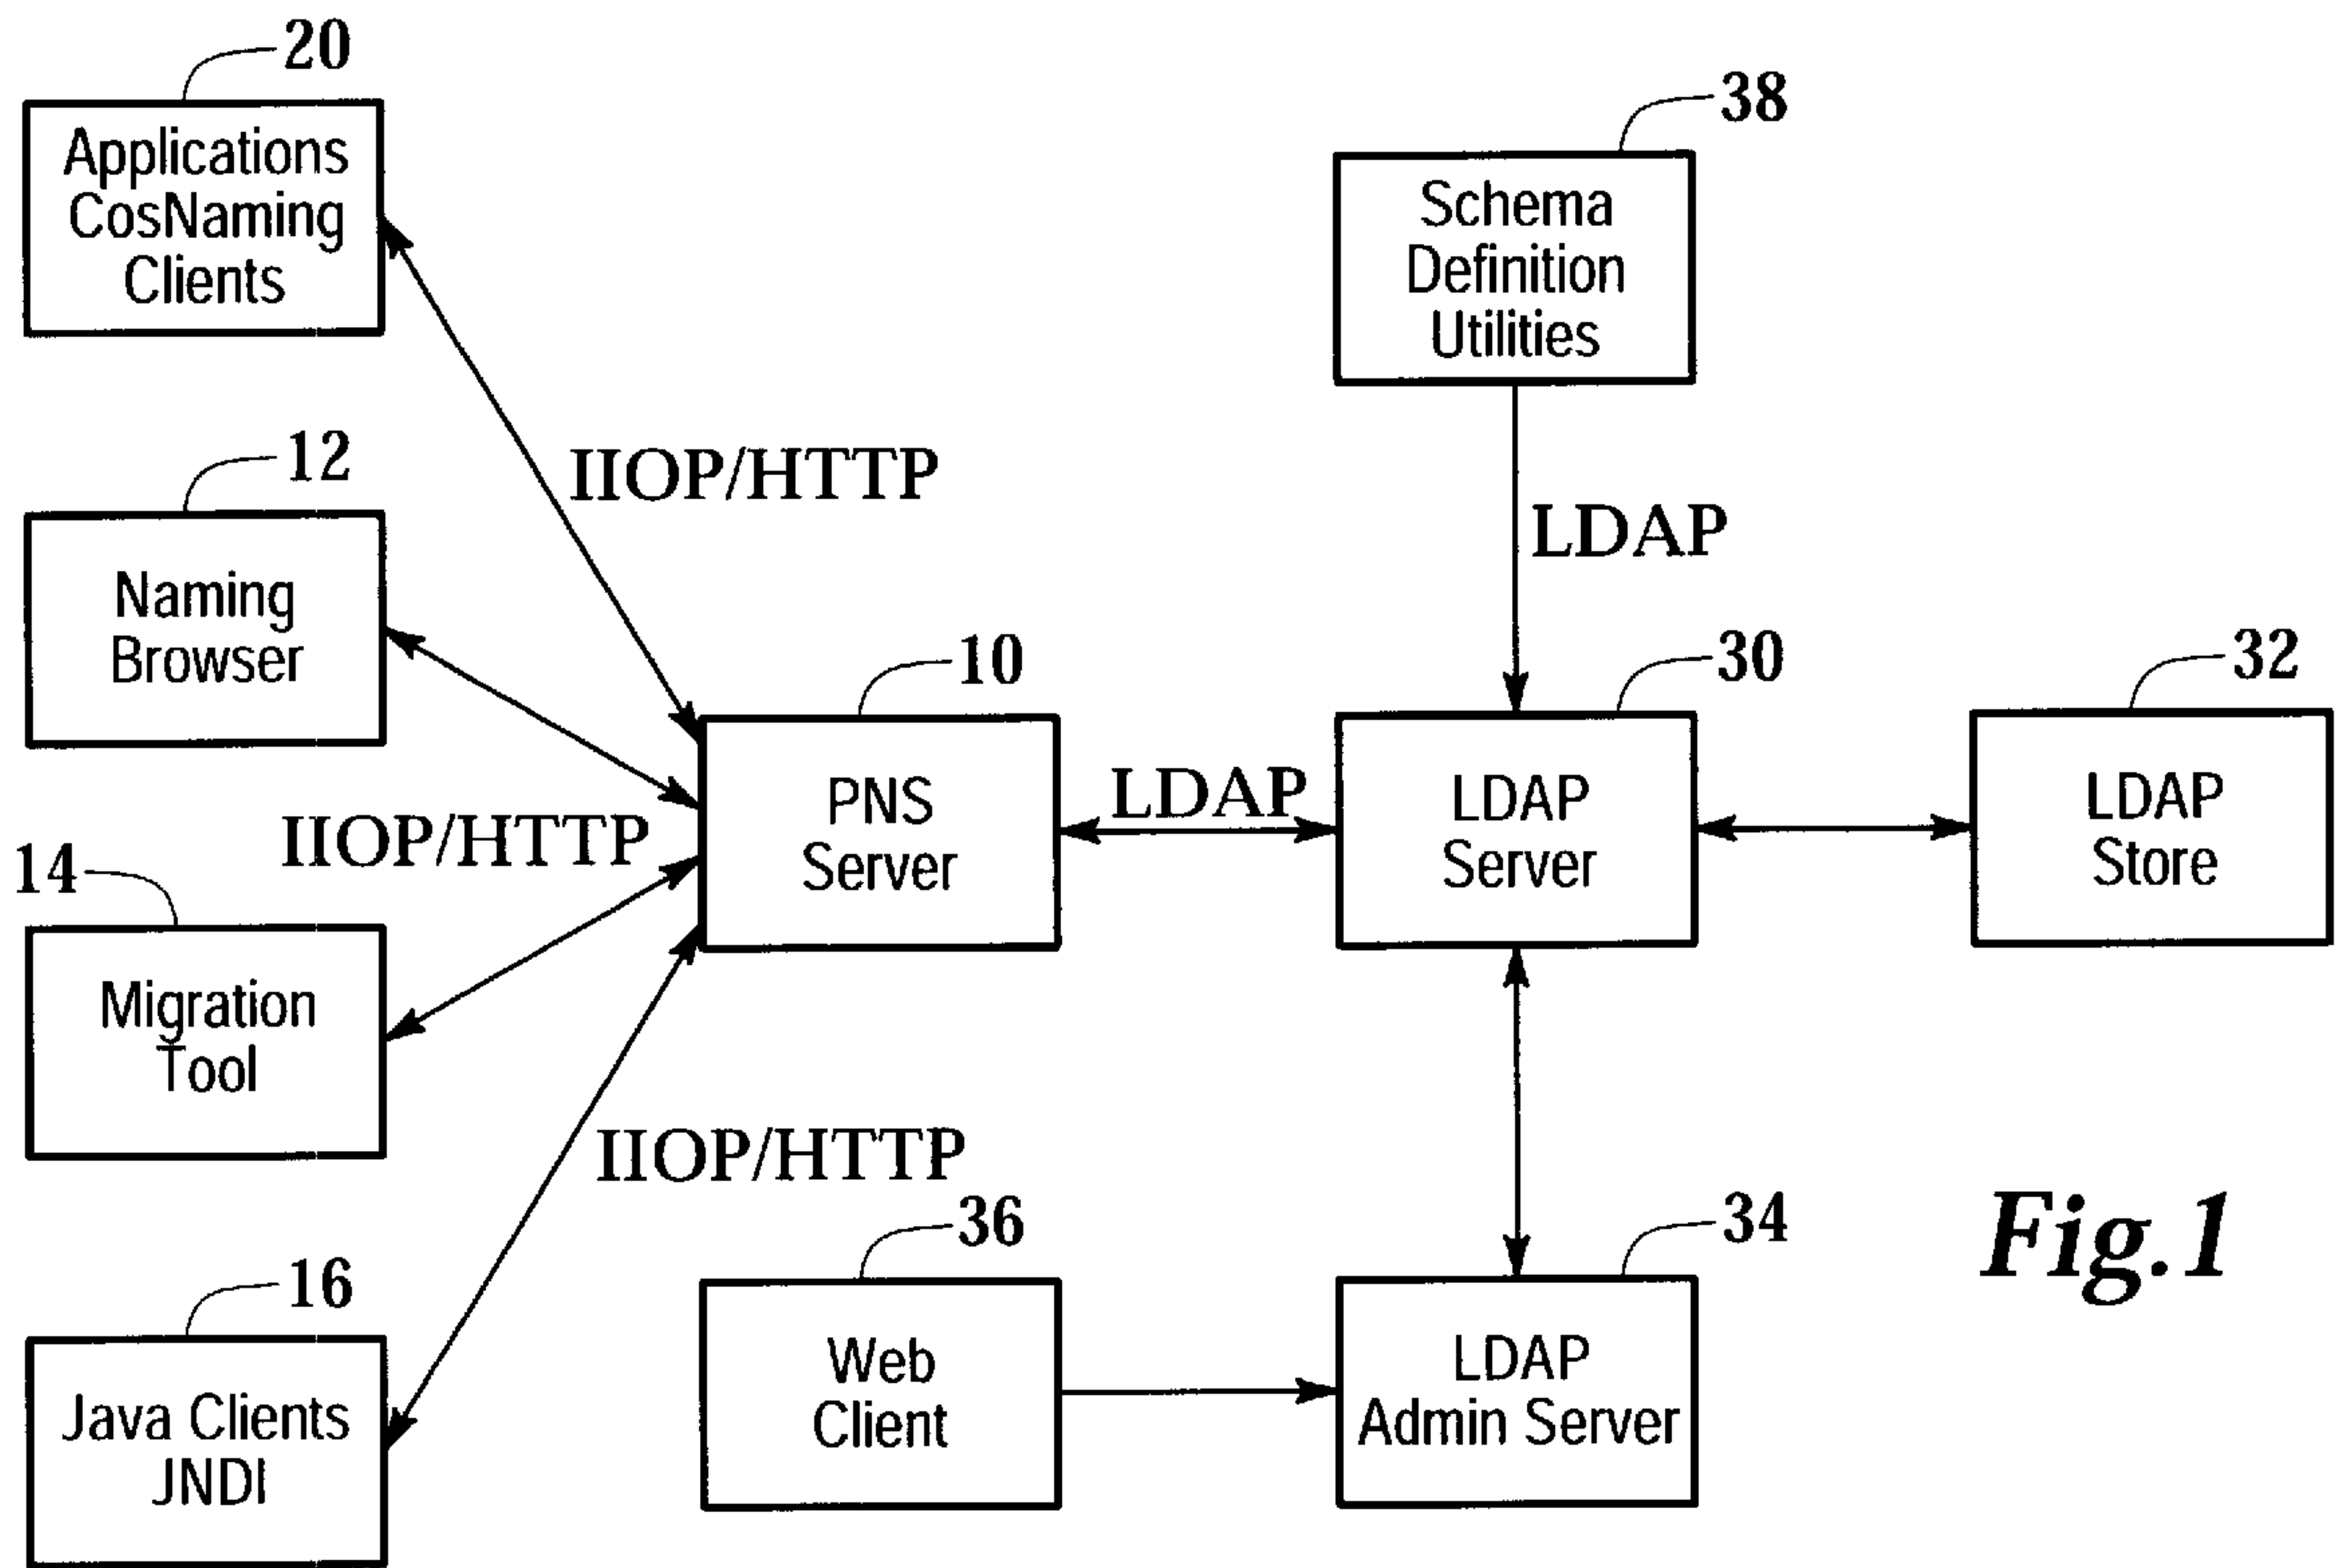 20
Applications
CosNaming
Clients
38
Schema
Definition
Utilities
IIOP/HTTP
LDAP
12
Naming
Browser
10
PNS
Server
LDAP
30
LDAP
Server
32
LDAP
Store
IIOP/HTTP
14
Migration
Tool
IIOP/HTTP
16
Java Clients
JNDI
36
Web
Client
34
LDAP
Admin Server
Fig.1